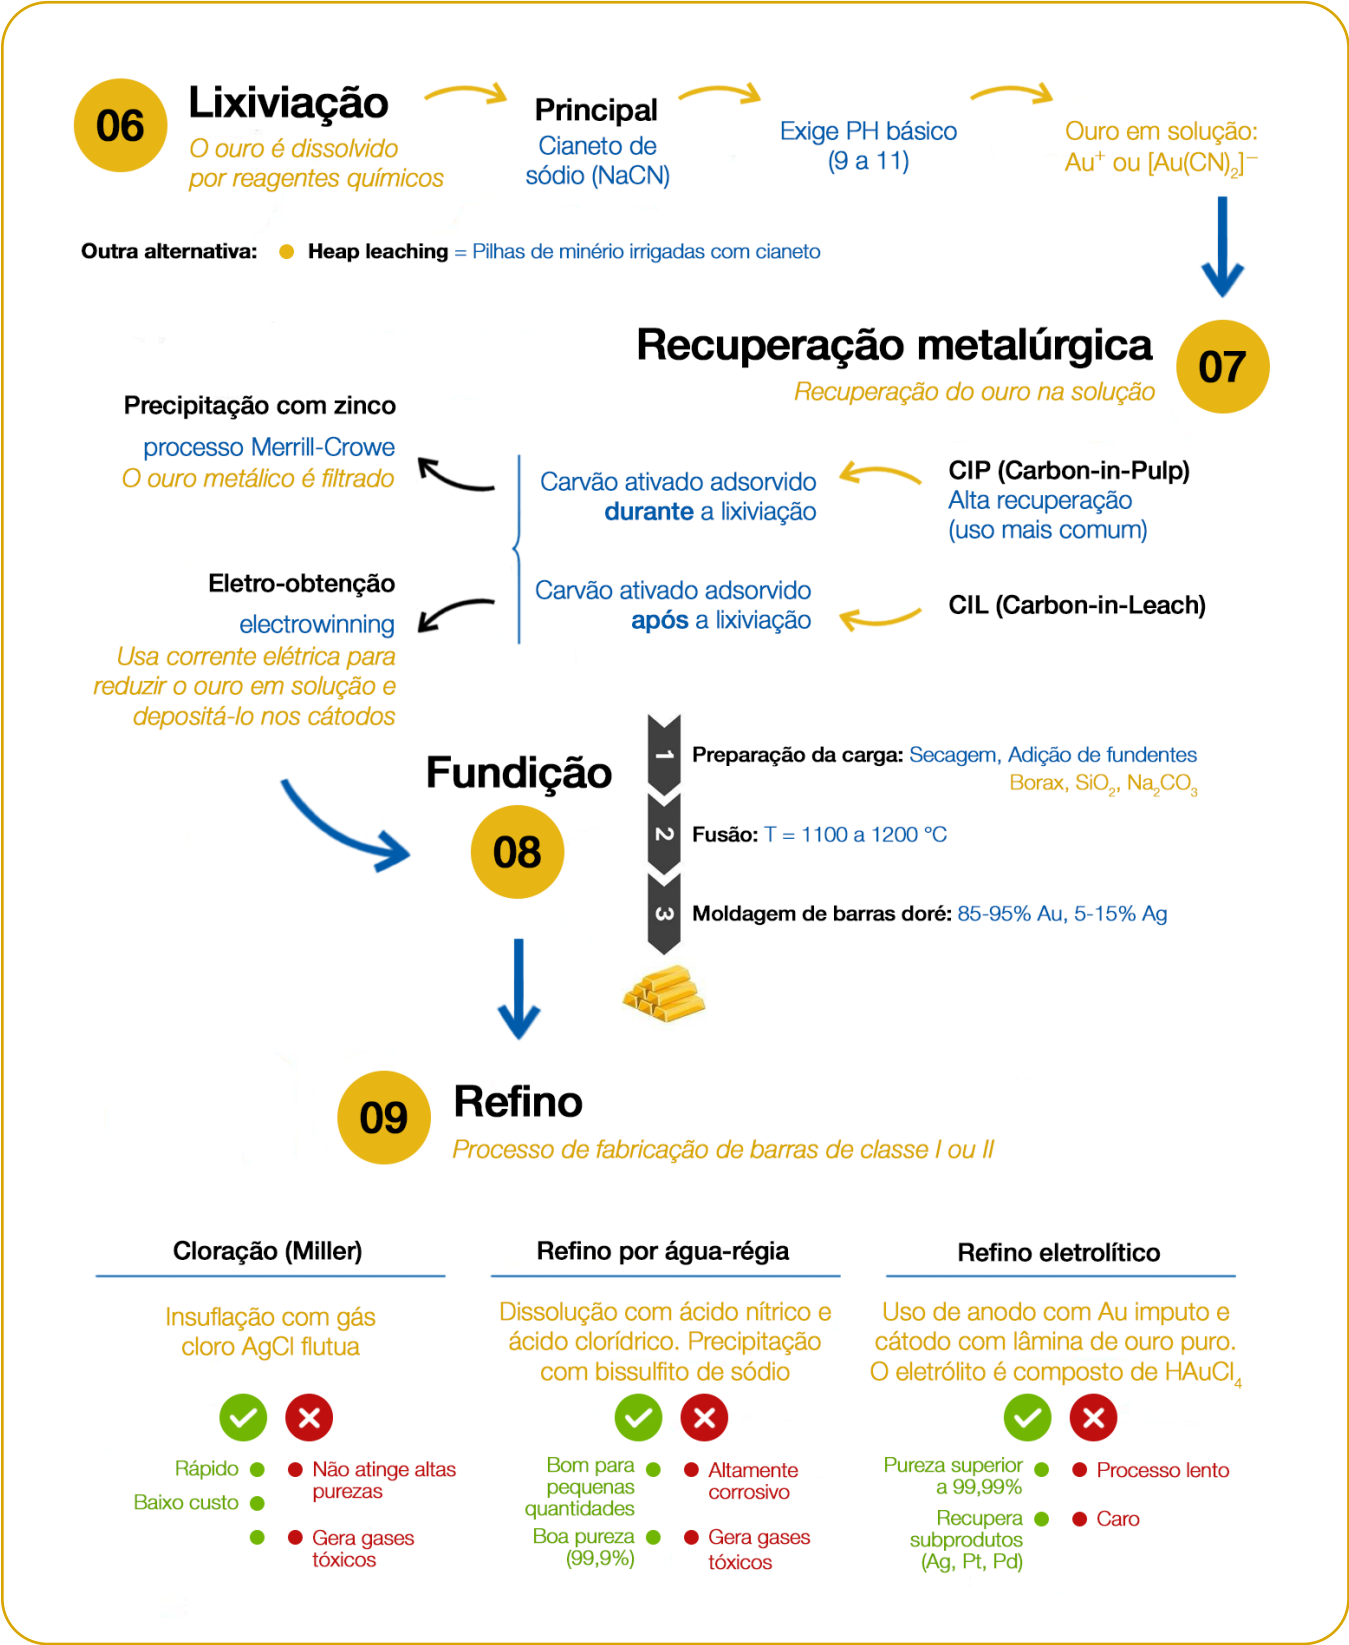 06
Lixiviação
O ouro é dissolvido
por reagentes químicos
Principal
Cianeto de
sódio (NaCN)
Exige PH básico
(9 a 11)
Ouro em solução:
Au⁺ ou [Au(CN)₂]⁻
Outra alternativa: Heap leaching = Pilhas de minério irrigadas com cianeto
Recuperação metalúrgica
Recuperação do ouro na solução
07
CIP (Carbon-in-Pulp)
Alta recuperação
(uso mais comum)
Carvão ativado adsorvido
durante a lixiviação
CIL (Carbon-in-Leach)
Carvão ativado adsorvido
após a lixiviação
Precipitação com zinco
processo Merrill-Crowe
O ouro metálico é filtrado
Eletro-obtenção
electrowinning
Usa corrente elétrica para
reduzir o ouro em solução e
depositá-lo nos cátodos
Fundição
08
1
Preparação da carga: Secagem, Adição de fundentes
Borax, SiO₂, Na₂CO₃
2
Fusão: T = 1100 a 1200 °C
3
Moldagem de barras doré: 85-95% Au, 5-15% Ag
09
Refino
Processo de fabricação de barras de classe I ou II
Cloração (Miller)
Insuflação com gás
cloro AgCl flutua
Rápido
Baixo custo
Não atinge altas
purezas
Gera gases
tóxicos
Refino por água-régia
Dissolução com ácido nítrico e
ácido clorídrico. Precipitação
com bissulfito de sódio
Bom para
pequenas
quantidades
Boa pureza
(99,9%)
Altamente
corrosivo
Gera gases
tóxicos
Refino eletrolítico
Uso de anodo com Au imputo e
cátodo com lâmina de ouro puro.
O eletrólito é composto de HAuCl₄
Pureza superior
a 99,99%
Recupera
subprodutos
(Ag, Pt, Pd)
Processo lento
Caro